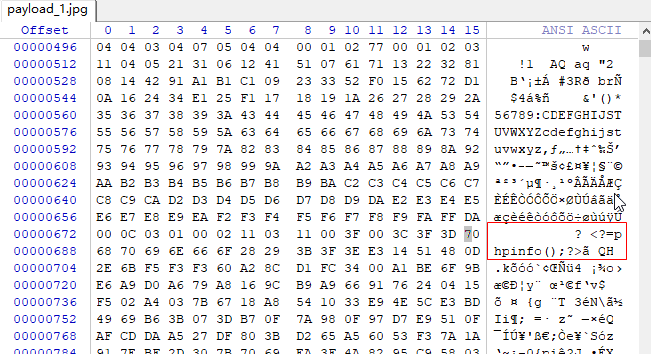 payload_1.jpg
Offset 0 1 2 3 4 5 6 7 8 9 10 11 12 13 14 15 ANSI ASCII
00000496 04 04 03 04 07 05 04 04 00 01 02 77 00 01 02 03 w
00000512 11 04 05 21 31 06 12 41 51 07 61 71 13 22 32 81 !1 AQ aq "2
00000528 08 14 42 91 A1 B1 C1 09 23 33 52 F0 15 62 72 D1 B‘¡±Á #3Rð brÑ
00000544 0A 16 24 34 E1 25 F1 17 18 19 1A 26 27 28 29 2A $4á%ñ &'()*
00000560 35 36 37 38 39 3A 43 44 45 46 47 48 49 4A 53 54 56789:CDEFGHIJST
00000576 55 56 57 58 59 5A 63 64 65 66 67 68 69 6A 73 74 UVWXYZcdefghijst
00000592 75 76 77 78 79 7A 82 83 84 85 86 87 88 89 8A 92 uvwxyz‚ƒ„…†‡ˆ‰Š’
00000608 93 94 95 96 97 98 99 9A A2 A3 A4 A5 A6 A7 A8 A9 “”•–—˜™š¢£¤¥¦§¨©
00000624 AA B2 B3 B4 B5 B6 B7 B8 B9 BA C2 C3 C4 C5 C6 C7 ª²³´µ¶·¸¹ºÂÃÄÅÆÇ
00000640 C8 C9 CA D2 D3 D4 D5 D6 D7 D8 D9 DA E2 E3 E4 E5 ÈÉÊÒÓÔÕÖ×ØÙÚâãäå
00000656 E6 E7 E8 E9 EA F2 F3 F4 F5 F6 F7 F8 F9 FA FF DA æçèéêòóôõö÷øùúÿÚ
00000672 00 0C 03 01 00 02 11 03 11 00 3F 00 3C 3F 3D 70 ? <?=p
00000688 68 70 69 6E 66 6F 28 29 3B 3F 3E E3 14 51 48 0D hpinfo();?>ã QH
00000704 2E 6B F5 F3 F3 60 A2 8C D1 FC 34 00 A1 BE 6F 9B .kõóó`¢ŒÑü4 ¡¾o›
00000720 E6 A9 D0 A6 79 A8 16 9C B9 A9 66 91 76 24 04 15 æ©Ð¦y¨ œ¹©f‘v$
00000736 F5 02 A4 03 7B 67 18 A8 54 10 33 E9 4E 5C E3 BD õ ¤ {g ¨T 3éN\ã½
00000752 49 69 B6 3B 07 3D B7 0F 7A 98 0F 97 D7 E9 51 0F Ii¶; =· z˜ —×éQ
00000768 AF CD DD A5 27 DF 80 3B D2 65 A5 60 53 F3 7A 1A ¯ÍÝ¥'ß€;Òe¥`Sóz